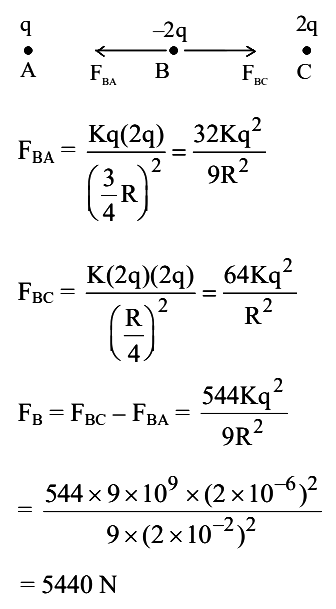 q –2q 2q
A F_BA B F_BC C
F_BA = Kq(2q) / (3/4 R)^2 = 32Kq^2 / 9R^2
F_BC = K(2q)(2q) / (R/4)^2 = 64Kq^2 / R^2
F_B = F_BC – F_BA = 544Kq^2 / 9R^2
= 544 × 9 × 10^9 × (2 × 10^–6)^2 / 9 × (2 × 10^–2)^2
= 5440 N